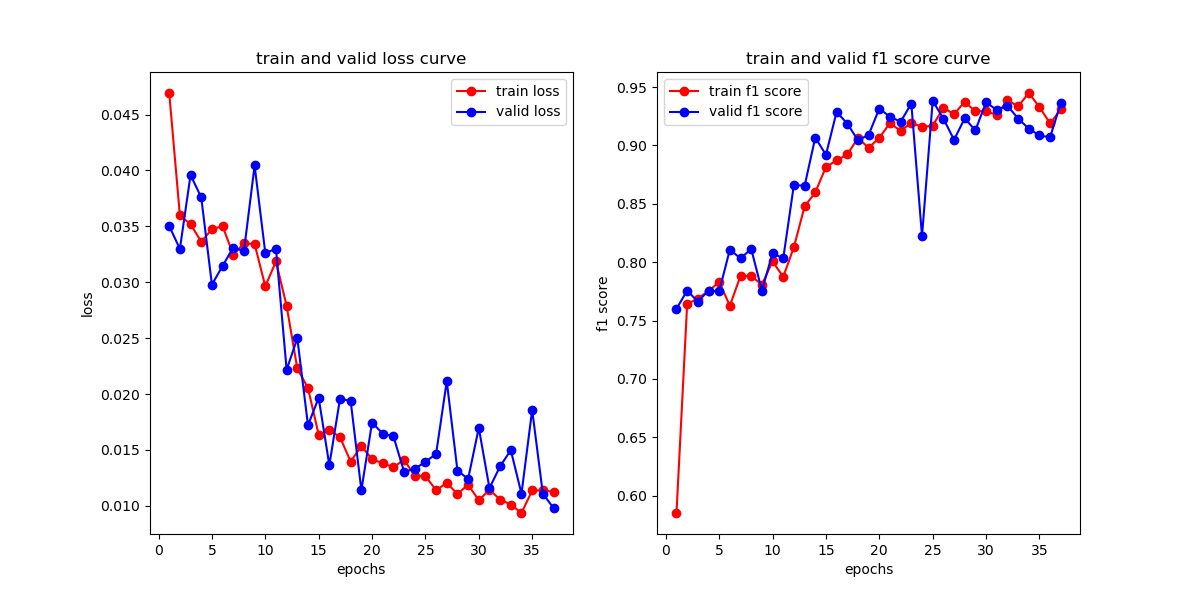 train and valid loss curve
train loss
valid loss
0.045
0.040
0.035
0.030
0.025
0.020
0.015
0.010
loss
0 5 10 15 20 25 30 35
epochs
train and valid f1 score curve
train f1 score
valid f1 score
0.95
0.90
0.85
0.80
0.75
0.70
0.65
0.60
f1 score
0 5 10 15 20 25 30 35
epochs